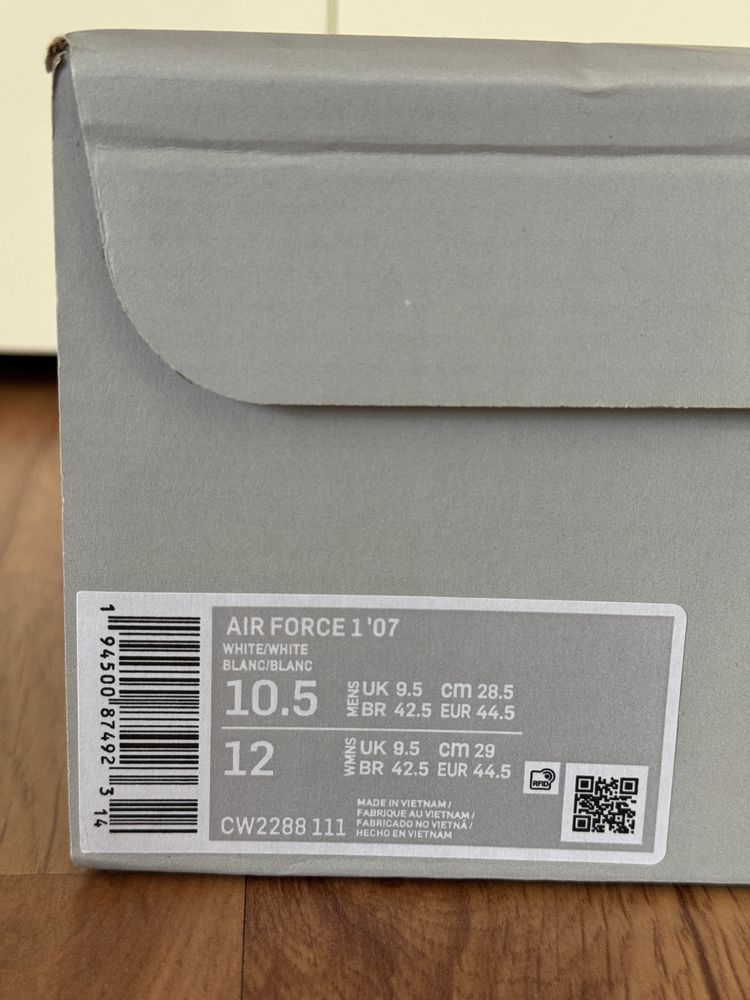 1 94500 87492 3 14
AIR FORCE 1 '07
WHITE/WHITE
BLANC/BLANC
10.5 MENS UK 9.5 cm 28.5
BR 42.5 EUR 44.5
12 WMNS UK 9.5 cm 29
BR 42.5 EUR 44.5
RFID
CW2288 111
MADE IN VIETNAM /
FABRIQUE AU VIETNAM /
FABRICADO NO VIETNÃ /
HECHO EN VIETNAM